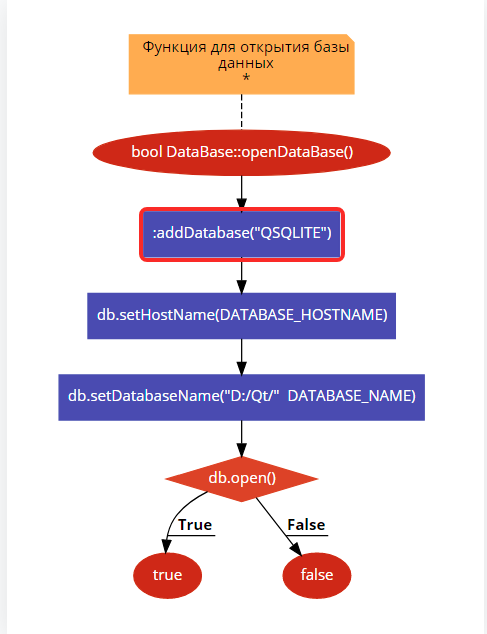 Функция для открытия базы
данных
*
bool DataBase::openDataBase()
:addDatabase("QSQLITE")
db.setHostName(DATABASE_HOSTNAME)
db.setDatabaseName("D:/Qt/"  DATABASE_NAME)
db.open()
True
False
true
false